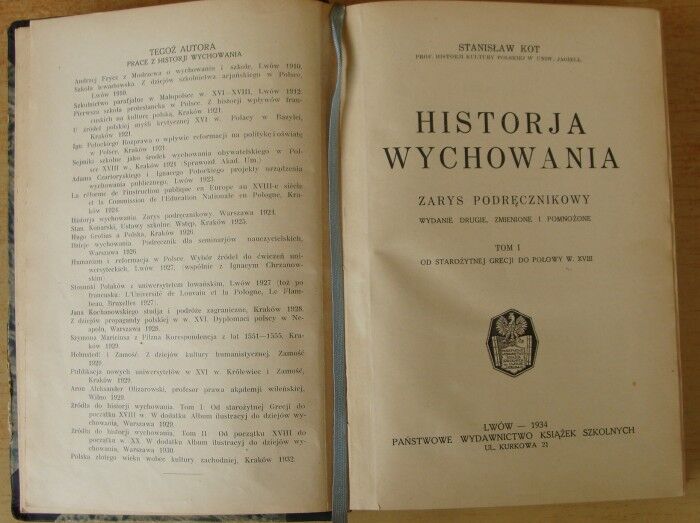 TEGOŻ AUTORA
PRACE Z HISTORJI WYCHOWANIA
Andrzej Frycz z Modrzewa o wychowaniu i szkole, Lwów 1910.
Szkoła lewartowska. Z dziejów szkolnictwa arjańskiego w Polsce,
Lwów 1910.
Szkolnictwo parafjalne w Małopolsce w. XVI—XVIII, Lwów 1912.
Pierwsza szkoła protestancka w Polsce. Z historji wpływów fran-
cuskich na kulturę polską, Kraków 1921.
U źródeł polskiej myśli krytycznej XVI w. Polacy w Bazylei,
Kraków 1921.
Ign. Potockiego Rozprawa o wpływie reformacji na politykę i oświatę
w Polsce, Kraków 1921.
Sejmiki szkolne jako środek wychowania obywatelskiego w Pol-
sce XVIII w, Kraków 1921 (Sprawozd. Akad. Um.)
Adama Czartoryskiego i Ignacego Potockiego projekty urządzenia
wychowania publicznego, Lwów 1923.
La réforme de l'instruction publique en Europe au XVIII-e siècle
et la Commission de l'Education Nationale en Pologne, Kra-
ków 1924.
Historja wychowania. Zarys podręcznikowy, Warszawa 1924.
Stan. Konarski, Ustawy szkolne. Wstęp, Kraków 1925.
Hugo Grotius a Polska, Kraków 1926.
Dzieje wychowania. Podręcznik dla seminarjów nauczycielskich,
Warszawa 1926.
Humanizm i reformacja w Polsce, Wybór źródeł do ćwiczeń uni-
wersyteckich, Lwów 1927, (wspólnie z Ignacym Chrzanow-
skim).
Stosunki Polaków z uniwersytetem lowańskim, Lwów 1927 (toż po
francusku: L'Université de Louvain et la Pologne, Le Flam-
beau, Bruxelles 1927).
Jana Kochanowskiego studja i podróże zagraniczne, Kraków 1928.
Z dziejów propagandy polskiej w w. XVI. Dyplomaci polscy w Ne-
apolu, Warszawa 1928.
Szymona Mariciusa z Pilzna Korespondencja z lat 1551—1555, Kra-
ków 1929.
Helmstedt i Zamość. Z dziejów kultury humanistycznej, Zamość
1929.
Publikacja nowych uniwersytetów w XVI w. Królewiec i Zamość,
Kraków 1929.
Aron Aleksander Olizarowski, profesor prawa akademji wileńskiej,
Wilno 1929.
Źródła do historji wychowania. Tom I. Od starożytnej Grecji do
początku XVIII w. W dodatku Album ilustracyj do dziejów wy-
chowania, Warszawa 1929.
Źródła do historji wychowania, Tom II. Od początku XVIII do
początku w. XX. W dodatku Album ilustracyj do dziejów wy-
chowania, Warszawa 1930.
Polska złotego wieku wobec kultury zachodniej, Kraków 1932.
STANISŁAW KOT
PROF. HISTORJI KULTURY POLSKIEJ W UNIW. JAGIELL.
HISTORJA
WYCHOWANIA
ZARYS PODRĘCZNIKOWY
WYDANIE DRUGIE, ZMIENIONE I POMNOŻONE
TOM I
OD STAROŻYTNEJ GRECJI DO POŁOWY W. XVIII
LWÓW — 1934
PAŃSTWOWE WYDAWNICTWO KSIĄŻEK SZKOLNYCH
UL. KURKOWA 21